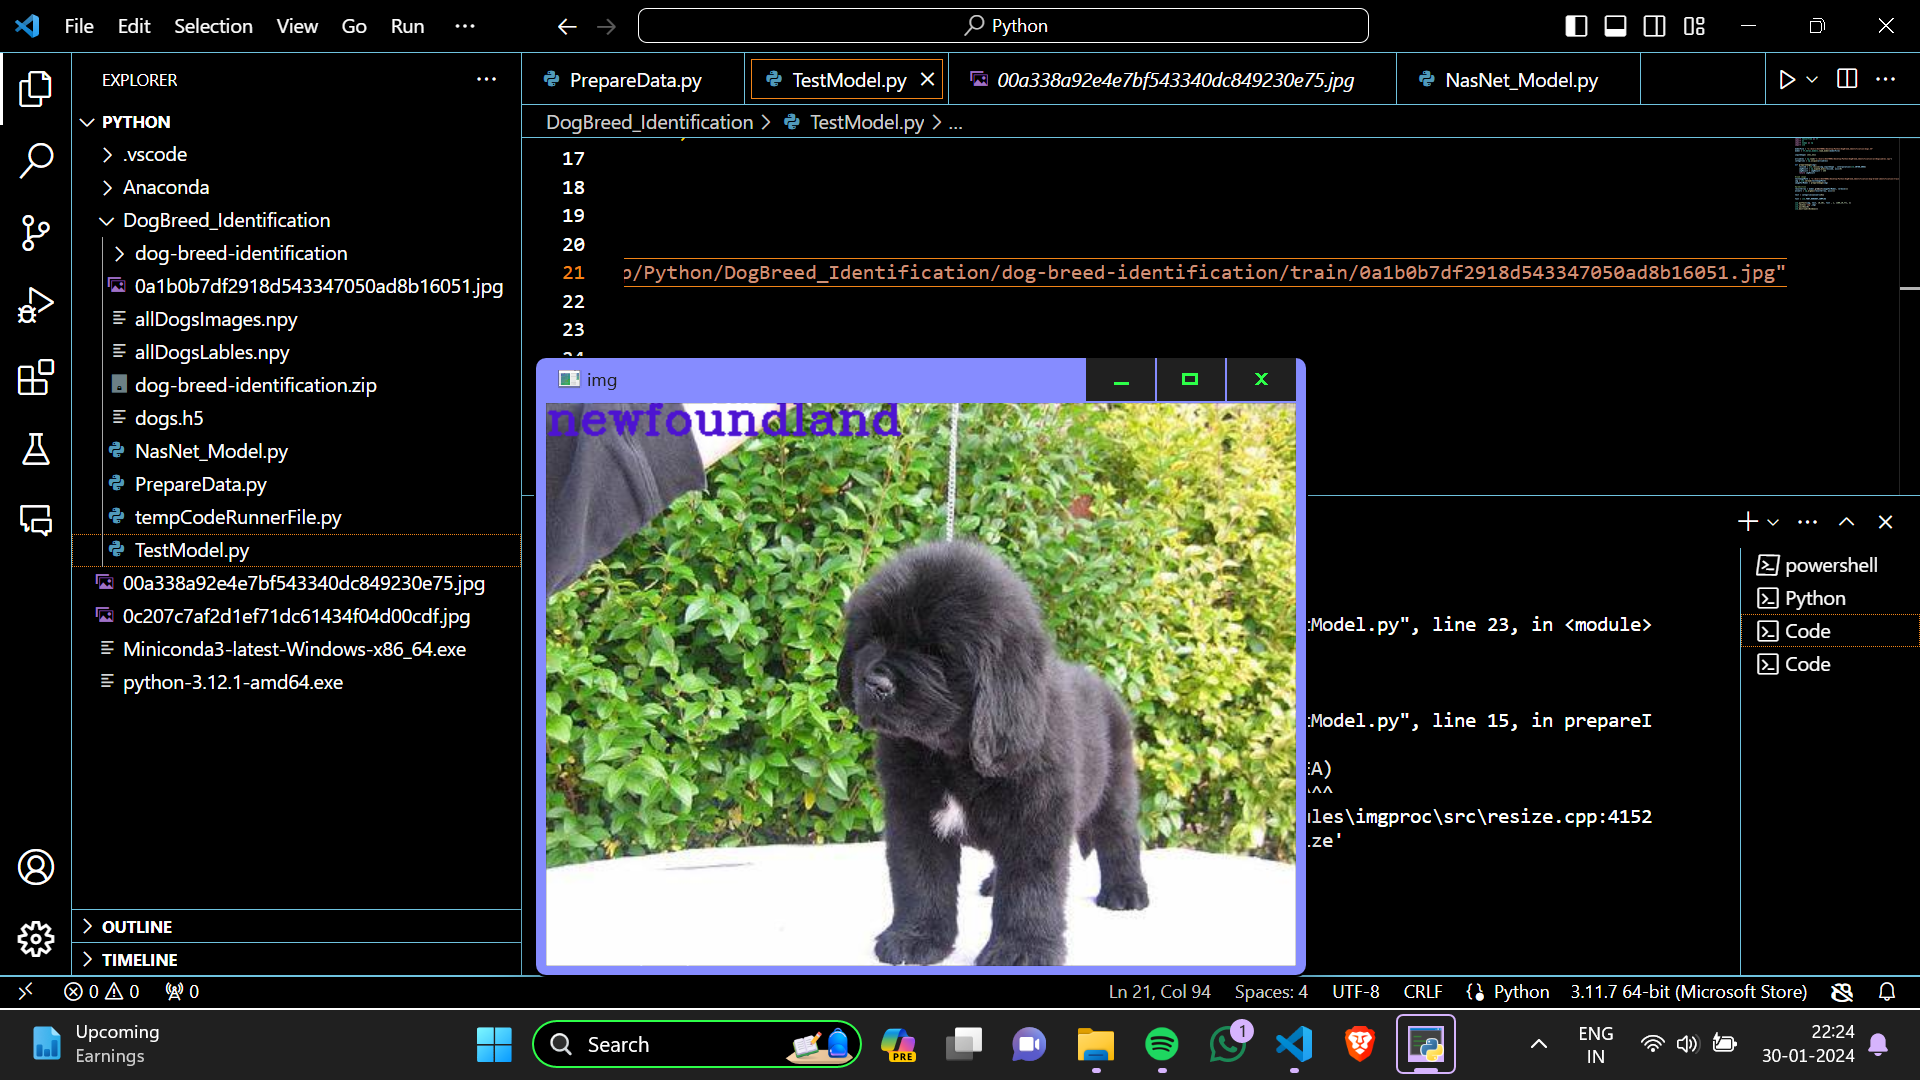 File Edit Selection View Go Run ...
Python
EXPLORER ...
PYTHON
.vscode
Anaconda
DogBreed_Identification
dog-breed-identification
0a1b0b7df2918d543347050ad8b16051.jpg
allDogsImages.npy
allDogsLables.npy
dog-breed-identification.zip
dogs.h5
NasNet_Model.py
PrepareData.py
tempCodeRunnerFile.py
TestModel.py
00a338a92e4e7bf543340dc849230e75.jpg
0c207c7af2d1ef71dc61434f04d00cdf.jpg
Miniconda3-latest-Windows-x86_64.exe
python-3.12.1-amd64.exe
OUTLINE
TIMELINE
PrepareData.py TestModel.py 00a338a92e4e7bf543340dc849230e75.jpg NasNet_Model.py
DogBreed_Identification > TestModel.py > ...
17
18
19
20
21 /Python/DogBreed_Identification/dog-breed-identification/train/0a1b0b7df2918d543347050ad8b16051.jpg"
22
23
img
newfoundland
Model.py", line 23, in <module>
Model.py", line 15, in prepareI
EA)
^^^
les\imgproc\src\resize.cpp:4152
ze'
powershell
Python
Code
Code
0 0 0
Ln 21, Col 94 Spaces: 4 UTF-8 CRLF Python 3.11.7 64-bit (Microsoft Store)
Upcoming
Earnings
Search
PRE
1
ENG
IN
22:24
30-01-2024